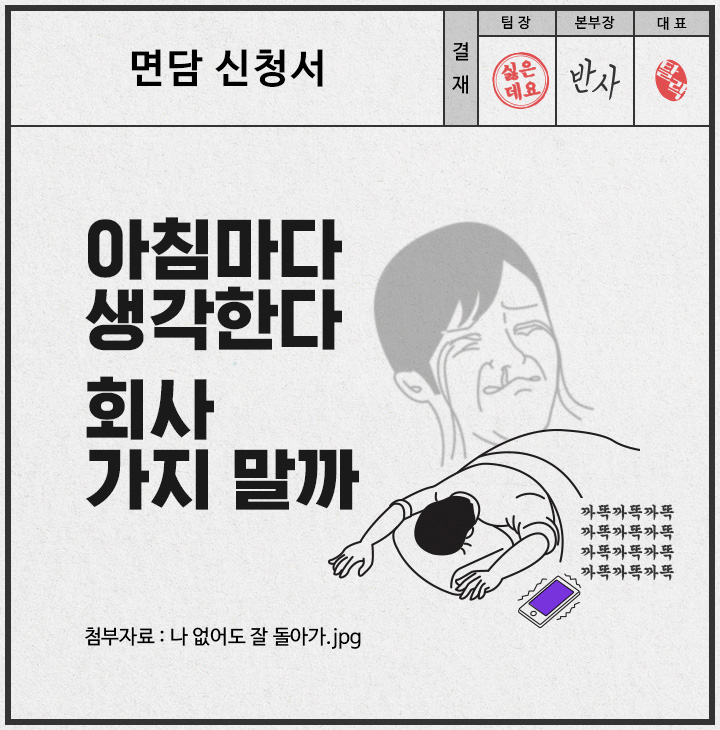 면담 신청서
결재
팀 장
본부장
대 표
싫은
데요
반사
콜
락
아침마다
생각한다
회사
가지 말까
까똑까똑까똑
까똑까똑까똑
까똑까똑까똑
까똑까똑까똑
첨부자료 : 나 없어도 잘 돌아가.jpg